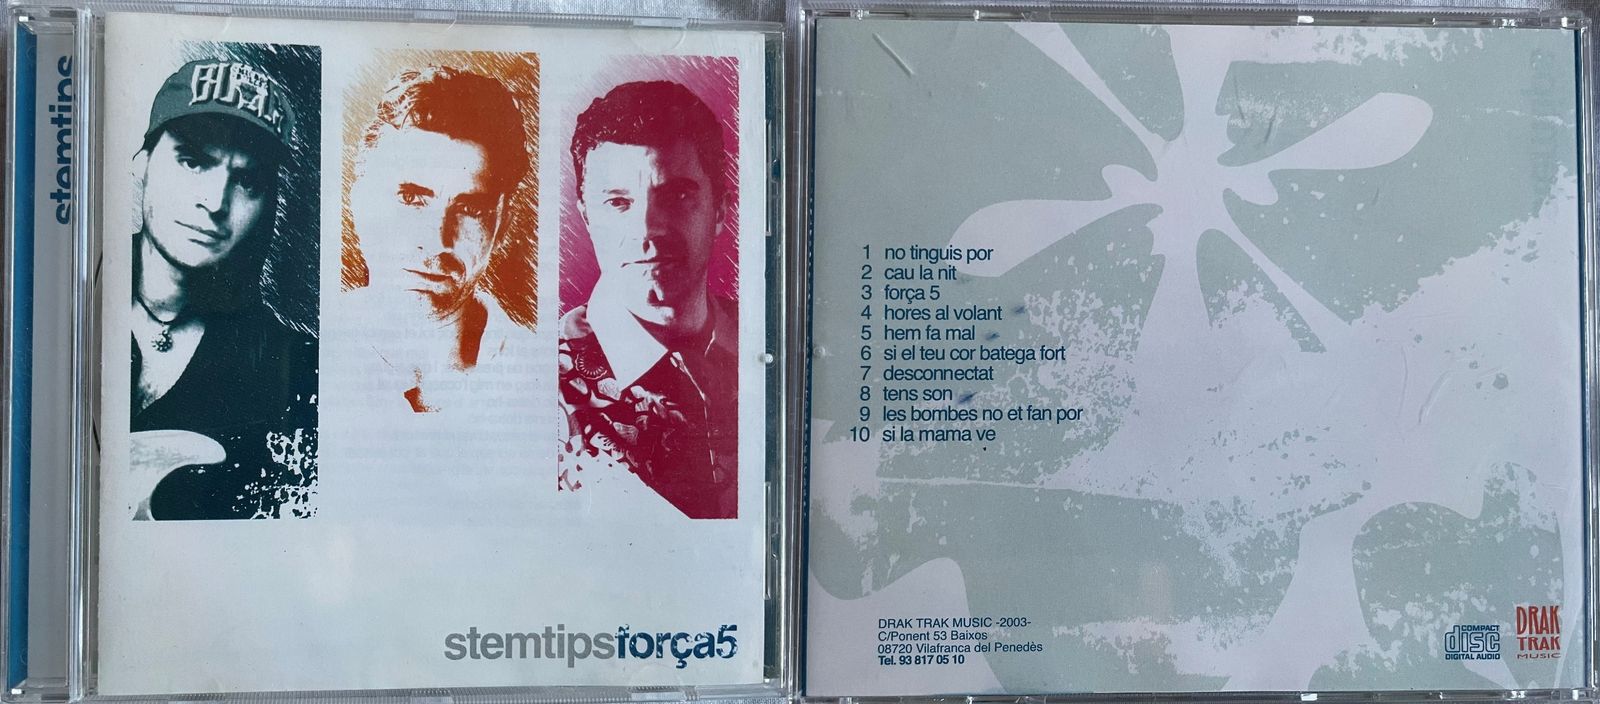 stemtips
stemtipsforça5
1 no tinguis por
2 cau la nit
3 força 5
4 hores al volant
5 hem fa mal
6 si el teu cor batega fort
7 desconnectat
8 tens son
9 les bombes no et fan por
10 si la mama ve
DRAK TRAK MUSIC -2003-
C/Ponent 53 Baixos
08720 Vilafranca del Penedès
Tel. 93 817 05 10
COMPACT
disc
DIGITAL AUDIO
DRAK
TRAK
MUSIC